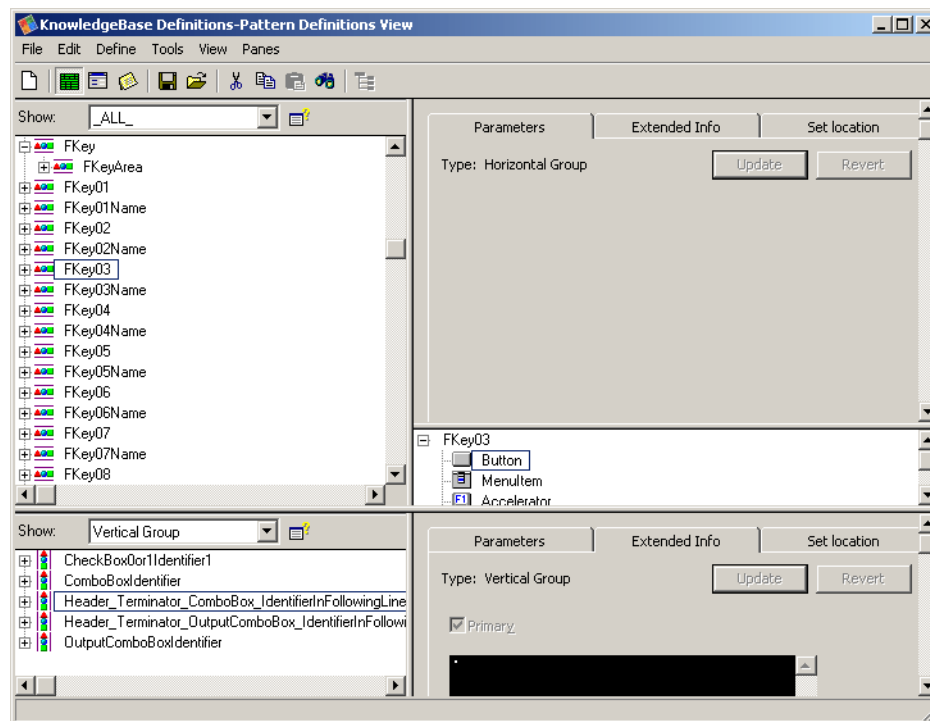 KnowledgeBase Definitions-Pattern Definitions View
File Edit Define Tools View Panes
Show: _ALL_
FKey
FKeyArea
FKey01
FKey01Name
FKey02
FKey02Name
FKey03
FKey03Name
FKey04
FKey04Name
FKey05
FKey05Name
FKey06
FKey06Name
FKey07
FKey07Name
FKey08
Parameters Extended Info Set location
Type: Horizontal Group Update Revert
FKey03
Button
MenuItem
F1 Accelerator
Show: Vertical Group
CheckBox0or1Identifier1
ComboBoxIdentifier
Header_Terminator_ComboBox_IdentifierInFollowingLine
Header_Terminator_OutputComboBox_IdentifierInFollowi
OutputComboBoxIdentifier
Parameters Extended Info Set location
Type: Vertical Group Update Revert
Primary